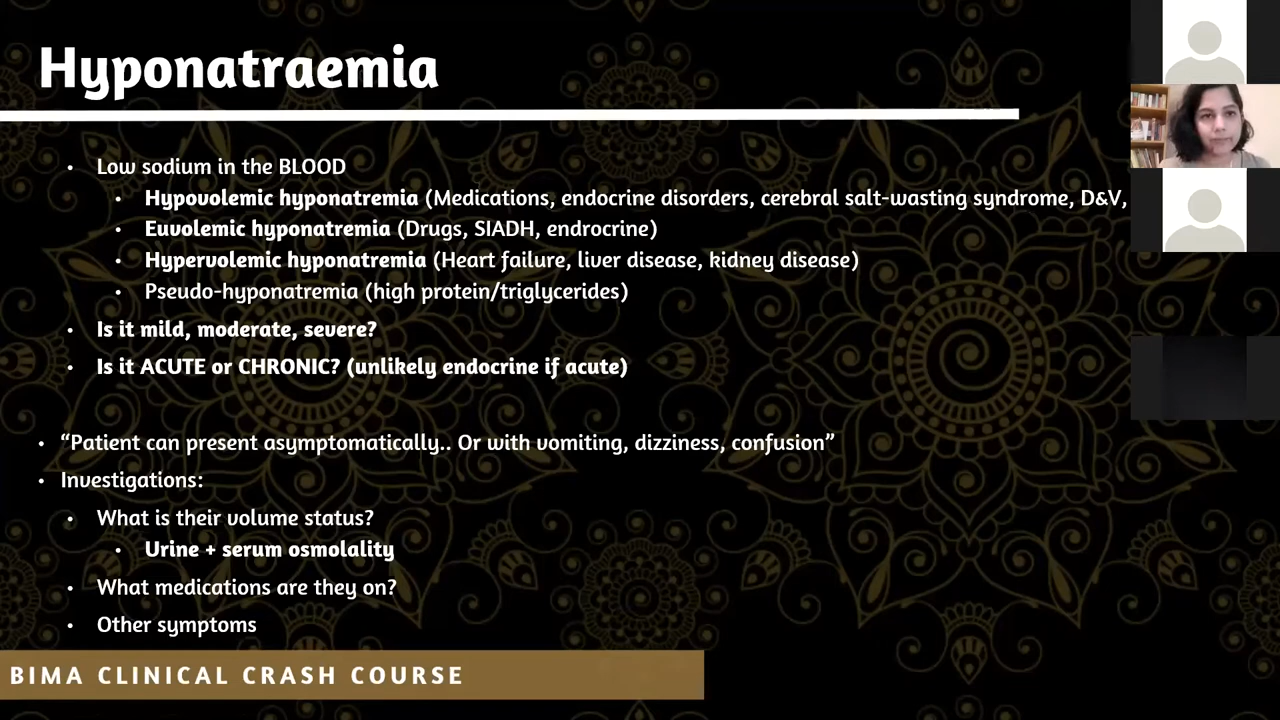 Hyponatraemia
• Low sodium in the BLOOD
• Hypovolemic hyponatremia (Medications, endocrine disorders, cerebral salt-wasting syndrome, D&V,
• Euvolemic hyponatremia (Drugs, SIADH, endrocrine)
• Hypervolemic hyponatremia (Heart failure, liver disease, kidney disease)
• Pseudo-hyponatremia (high protein/triglycerides)
• Is it mild, moderate, severe?
• Is it ACUTE or CHRONIC? (unlikely endocrine if acute)
• “Patient can present asymptomatically.. Or with vomiting, dizziness, confusion”
• Investigations:
• What is their volume status?
• Urine + serum osmolality
• What medications are they on?
• Other symptoms
BIMA CLINICAL CRASH COURSE